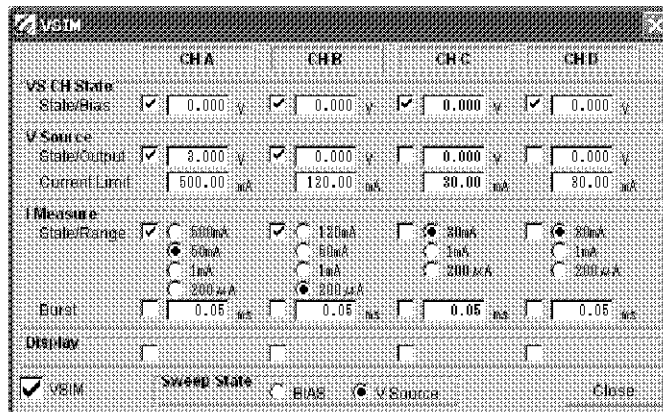 VSIM
CH A CH B CH C CH D
VS CH State
State/Bias 0.000 V 0.000 V 0.000 V 0.000 V
V Source
State/Output 3.000 V 0.000 V 0.000 V 0.000 V
Current Limit 500.00 mA 120.00 mA 30.00 mA 30.00 mA
I Measure
State/Range 500mA 120mA 30mA 30mA
50mA 50mA 1mA 1mA
1mA 1mA 200μA 200μA
200μA 200μA
Burst 0.05 ms 0.05 ms 0.05 ms 0.05 ms
Display
VSIM Sweep State BIAS V Source Close